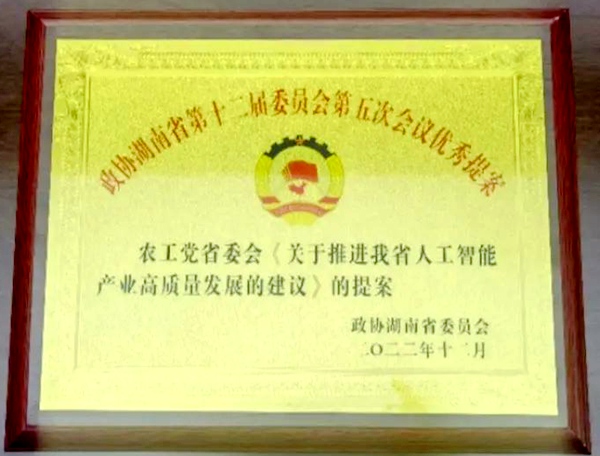 政协湖南省第十二届委员会第五次会议优秀提案
农工党省委会《关于推进我省人工智能
产业高质量发展的建议》的提案
政协湖南省委员会
二〇二二年十二月